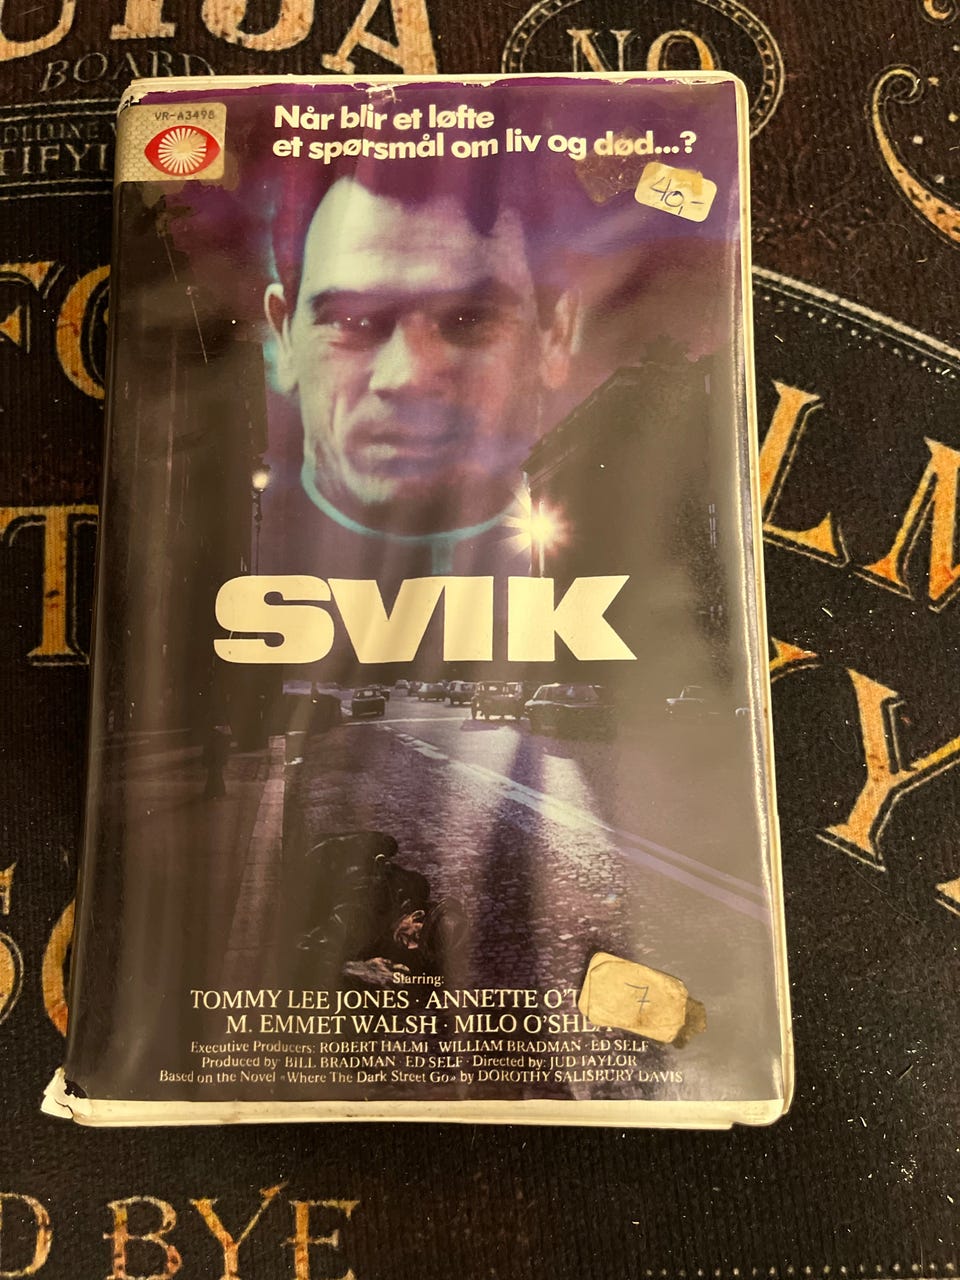 BOARD
NO
VR-A3498
Når blir et løfte
et spørsmål om liv og død...?
40,-
SVIK
Starring:
TOMMY LEE JONES · ANNETTE O'T
M. EMMET WALSH · MILO O'SHEA
7
Executive Producers: ROBERT HALMI · WILLIAM BRADMAN · ED SELF
Produced by BILL BRADMAN · ED SELF · Directed by: JUD TAYLOR
Based on the Novel «Where The Dark Street Go» by DOROTHY SALISBURY DAVIS
D BYE